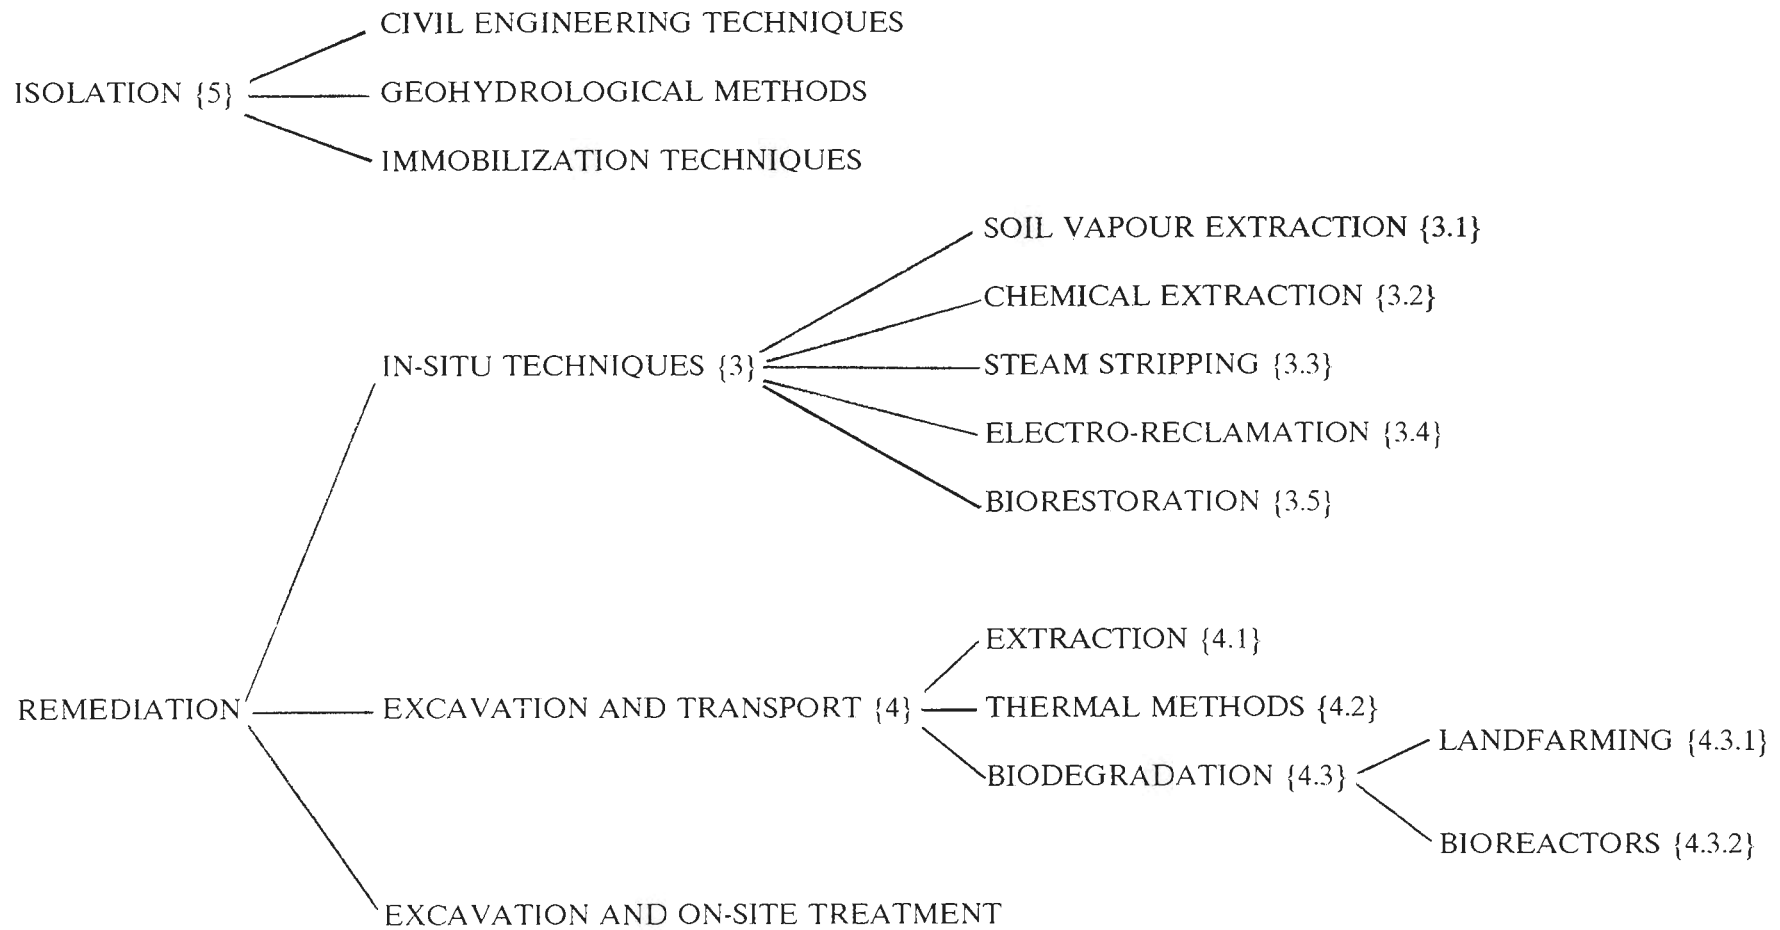 CIVIL ENGINEERING TECHNIQUES
ISOLATION {5}
GEOHYDROLOGICAL METHODS
IMMOBILIZATION TECHNIQUES
SOIL VAPOUR EXTRACTION {3.1}
CHEMICAL EXTRACTION {3.2}
IN-SITU TECHNIQUES {3}
STEAM STRIPPING {3.3}
ELECTRO-RECLAMATION {3.4}
BIORESTORATION {3.5}
EXTRACTION {4.1}
REMEDIATION
EXCAVATION AND TRANSPORT {4}
THERMAL METHODS {4.2}
LANDFARMING {4.3.1}
BIODEGRADATION {4.3}
BIOREACTORS {4.3.2}
EXCAVATION AND ON-SITE TREATMENT